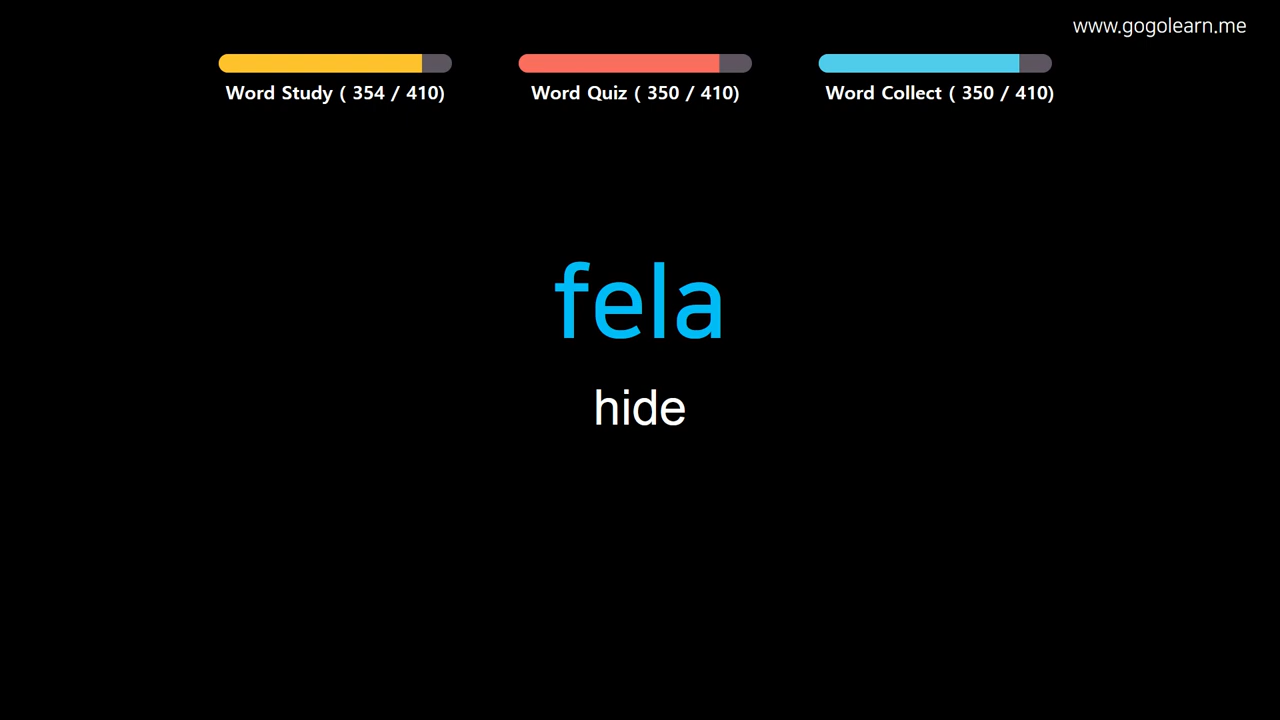 www.gogolearn.me
Word Study ( 354 / 410)
Word Quiz ( 350 / 410)
Word Collect ( 350 / 410)
fela
hide